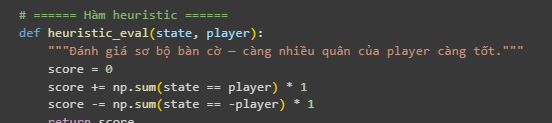 # ====== Hàm heuristic ======
def heuristic_eval(state, player):
"""Đánh giá sơ bộ bàn cờ — càng nhiều quân của player càng tốt."""
score = 0
score += np.sum(state == player) * 1
score -= np.sum(state == -player) * 1
return score